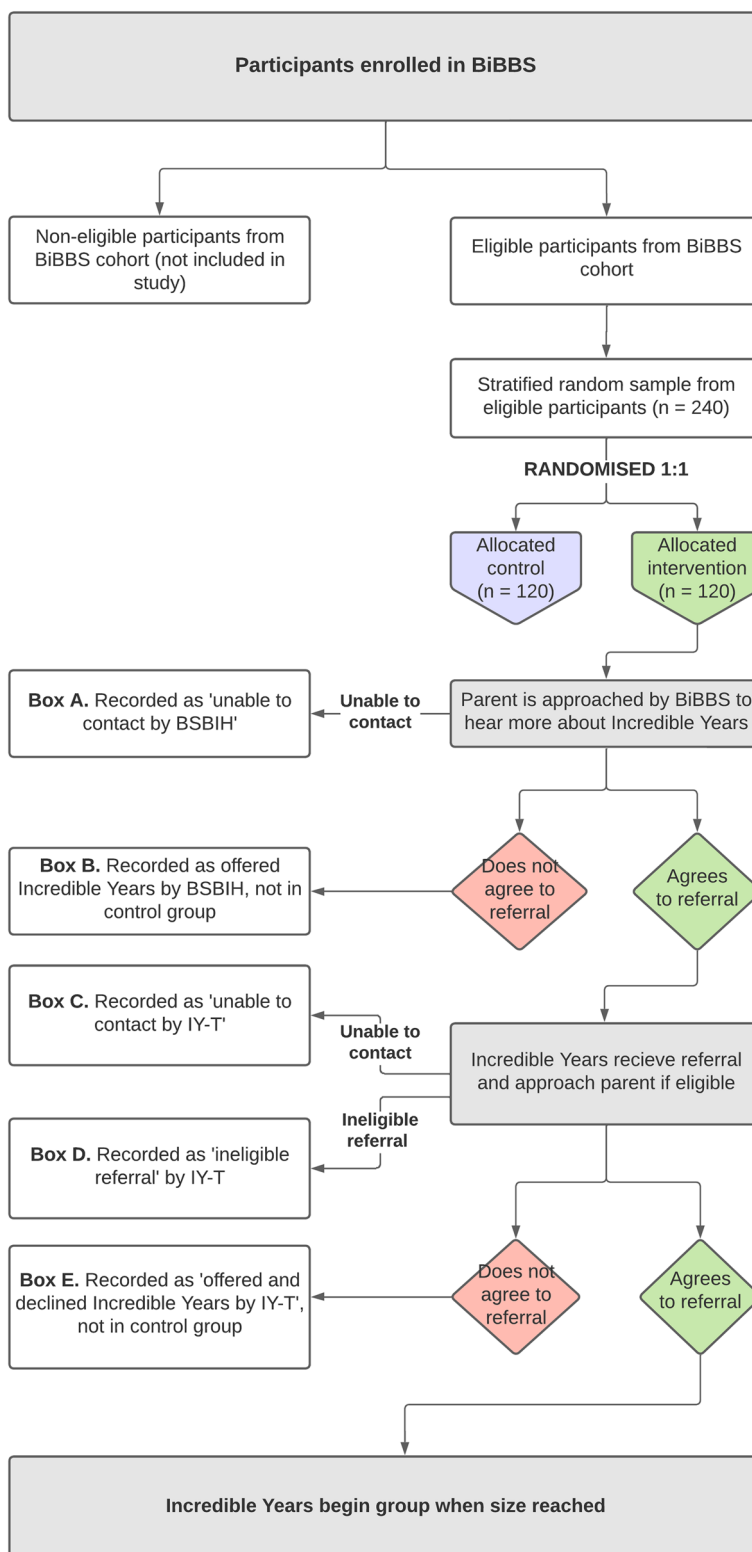 Participants enrolled in BiBBS
Non-eligible participants from
BiBBS cohort (not included in
study)
Eligible participants from BiBBS
cohort
Stratified random sample from
eligible participants (n = 240)
RANDOMISED 1:1
Allocated
control
(n = 120)
Allocated
intervention
(n = 120)
Box A. Recorded as 'unable to
contact by BSBIH'
Unable to
contact
Parent is approached by BiBBS to
hear more about Incredible Years
Box B. Recorded as offered
Incredible Years by BSBIH, not in
control group
Does not
agree to
referral
Agrees
to referral
Box C. Recorded as 'unable to
contact by IY-T'
Unable to
contact
Incredible Years recieve referral
and approach parent if eligible
Ineligible
referral
Box D. Recorded as 'ineligible
referral' by IY-T
Box E. Recorded as 'offered and
declined Incredible Years by IY-T',
not in control group
Does not
agree to
referral
Agrees
to referral
Incredible Years begin group when size reached